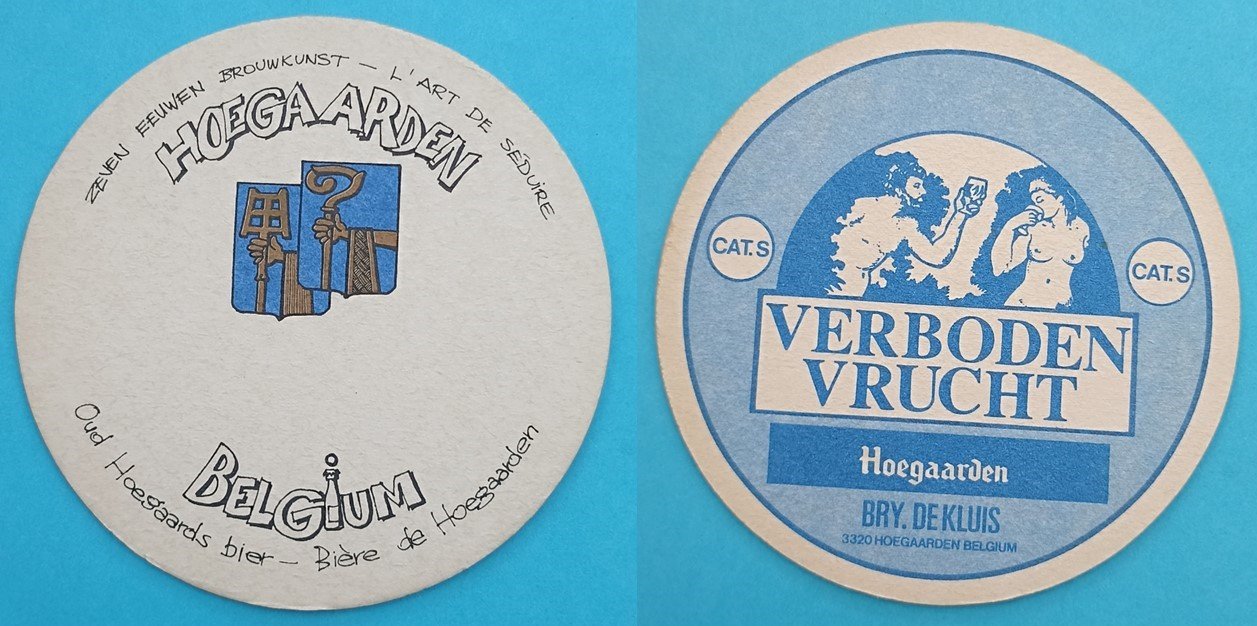 ZEVEN EEUWEN BROUWKUNST – L'ART DE SÉDUIRE
HOEGAARDEN
BELGIUM
Oud Hoegaards bier – Bière de Hoegaarden
CAT.S
CAT.S
VERBODEN
VRUCHT
Hoegaarden
BRY. DE KLUIS
3320 HOEGAARDEN BELGIUM